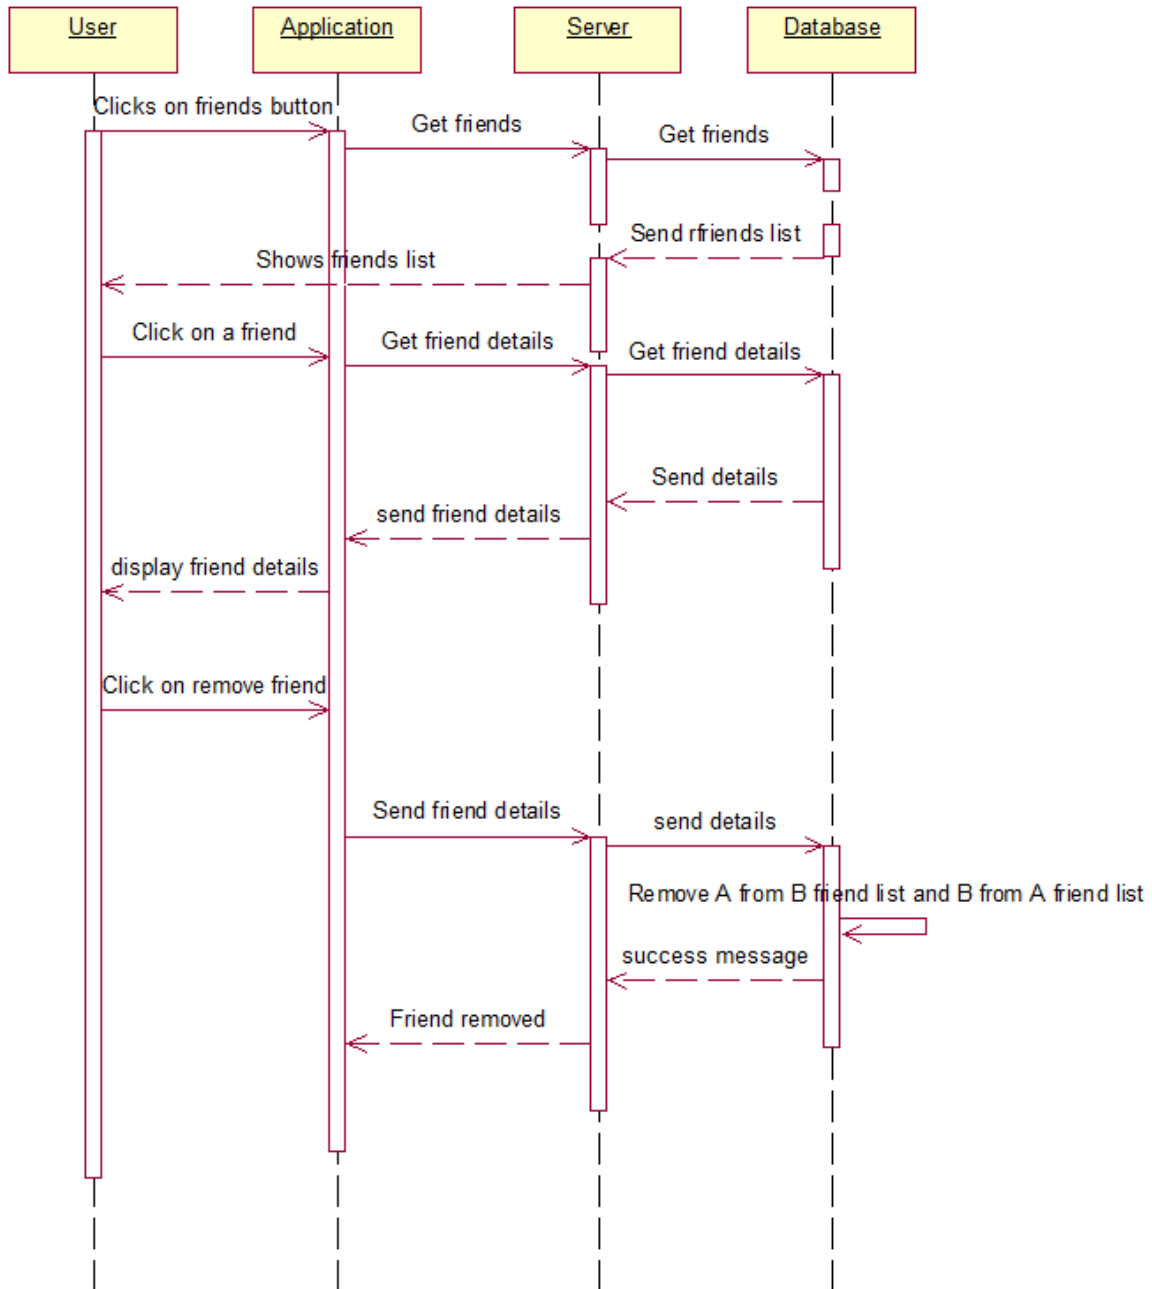 User
Application
Server
Database
Clicks on friends button
Get friends
Get friends
Send rfriends list
Shows friends list
Click on a friend
Get friend details
Get friend details
Send details
send friend details
display friend details
Click on remove friend
Send friend details
send details
Remove A from B friend list and B from A friend list
success message
Friend removed